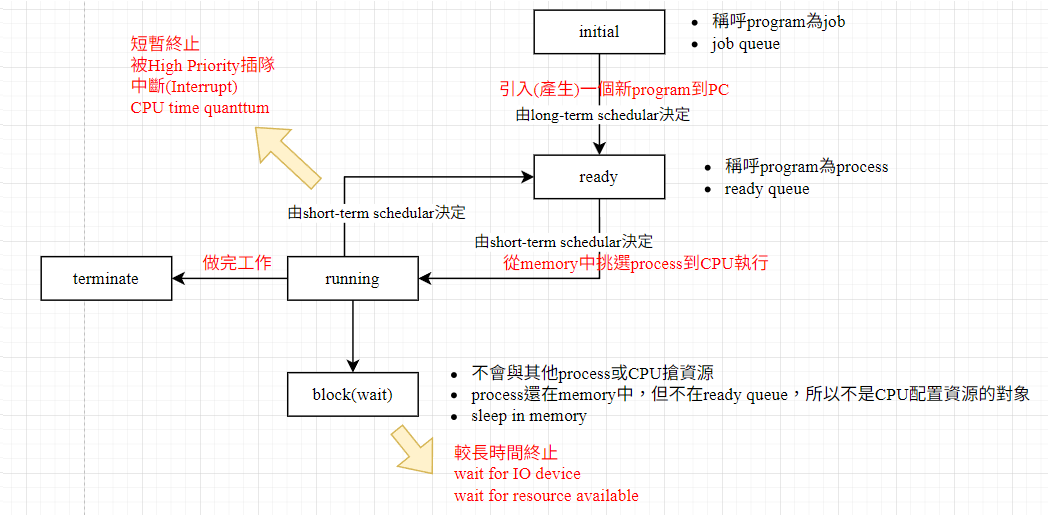 initial
稱呼program為job
job queue
短暫終止
被High Priority插隊
中斷(Interrupt)
CPU time quanttum
引入(產生)一個新program到PC
由long-term schedular決定
ready
稱呼program為process
ready queue
由short-term schedular決定
由short-term schedular決定
從memory中挑選process到CPU執行
做完工作
terminate
running
block(wait)
不會與其他process或CPU搶資源
process還在memory中，但不在ready queue，所以不是CPU配置資源的對象
sleep in memory
較長時間終止
wait for IO device
wait for resource available